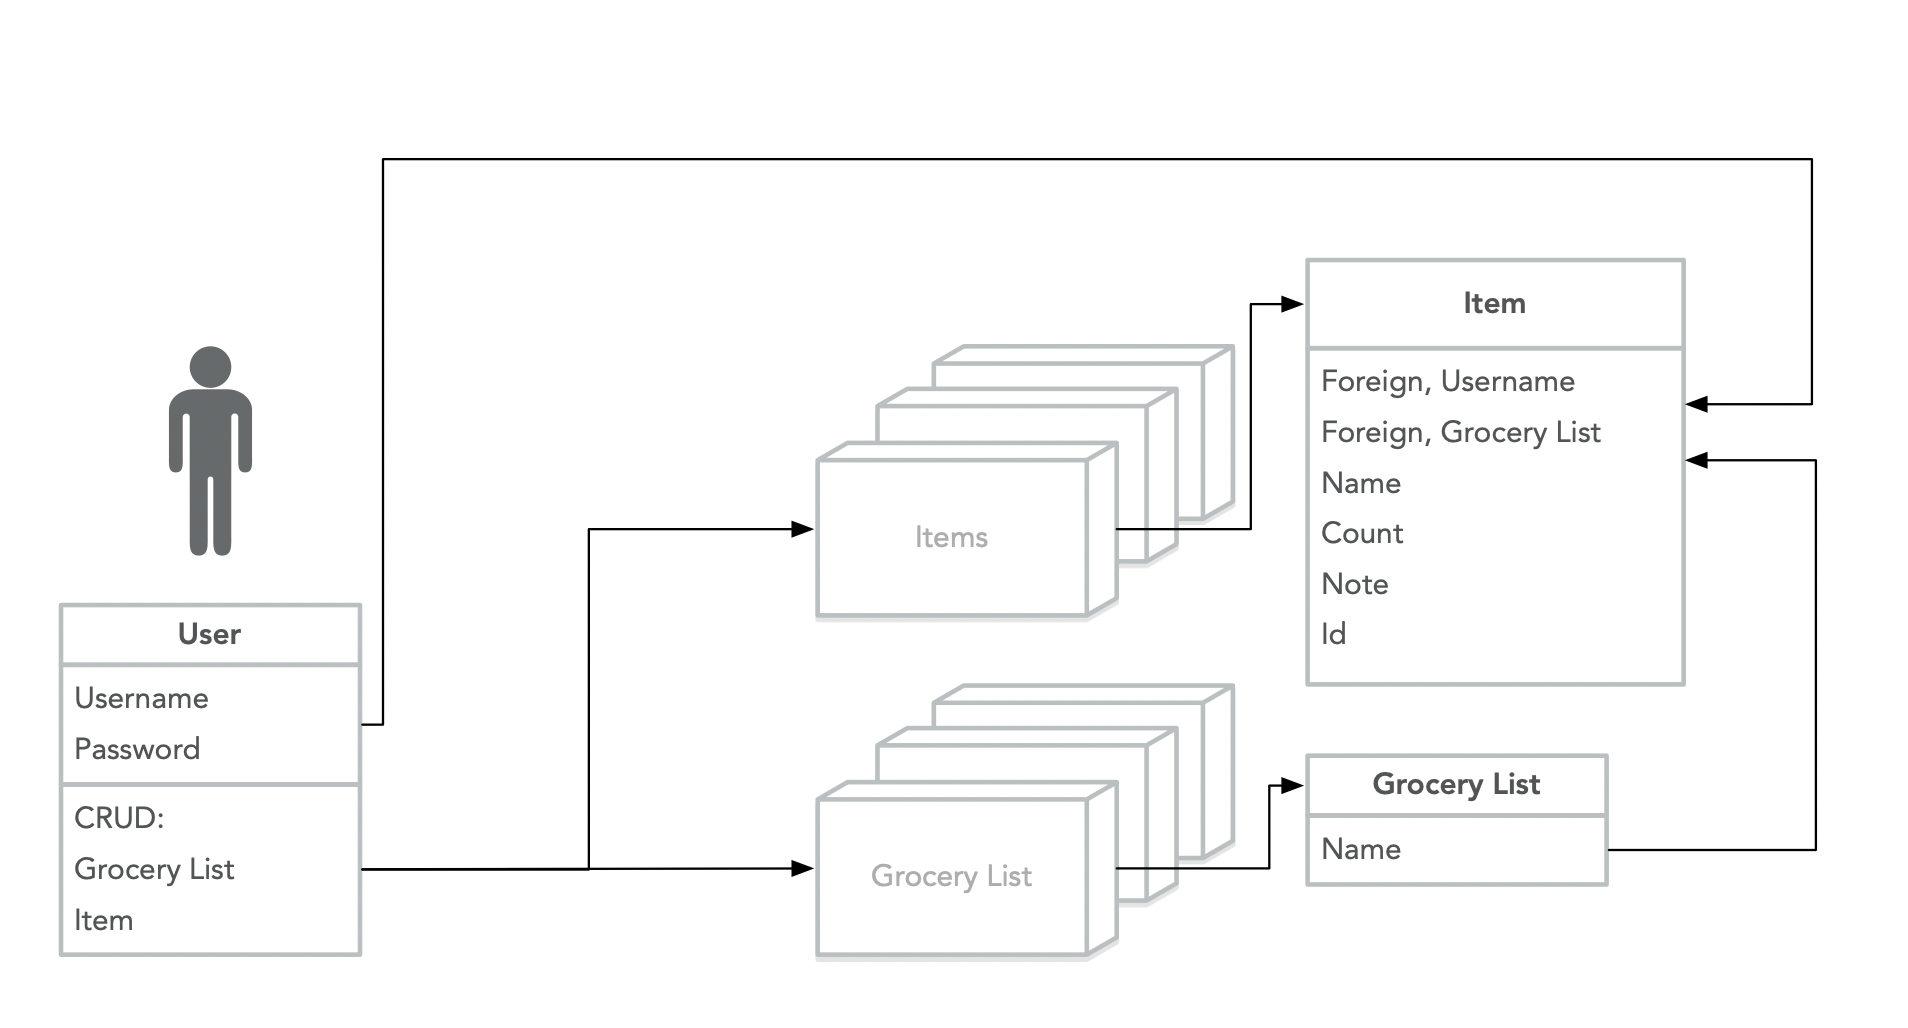 User
Username
Password
CRUD:
Grocery List
Item
Items
Grocery List
Item
Foreign, Username
Foreign, Grocery List
Name
Count
Note
Id
Grocery List
Name